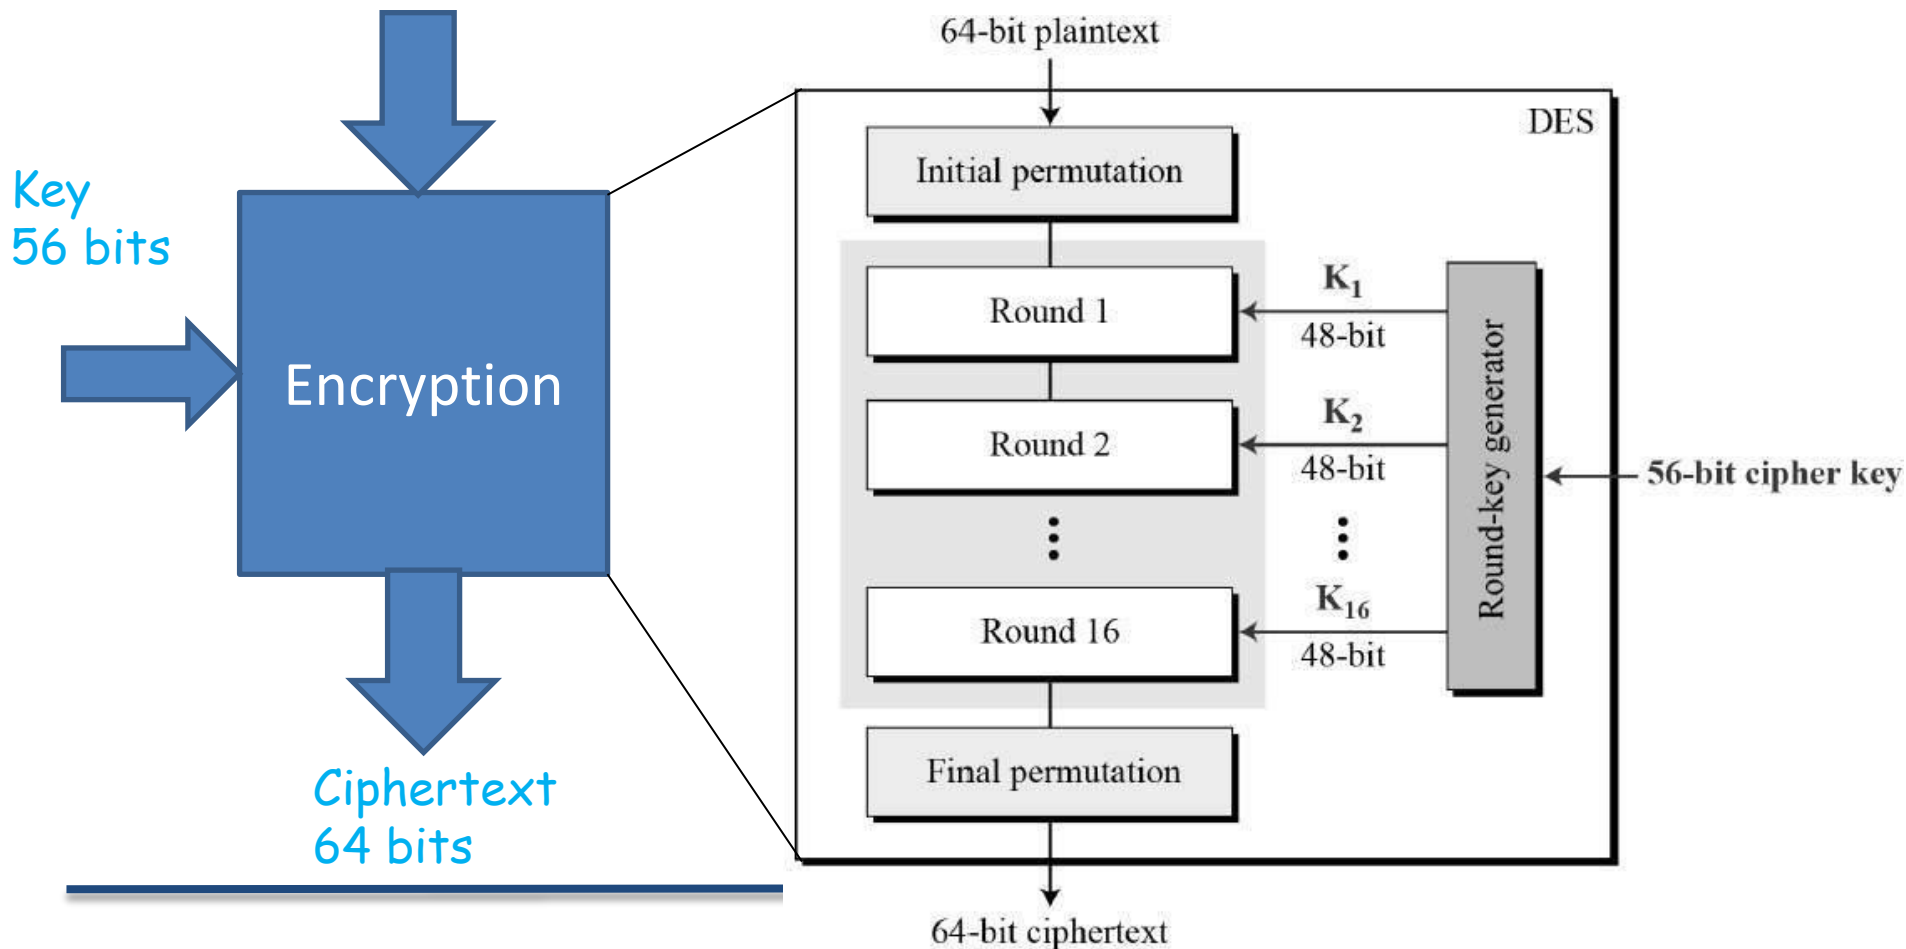 Key
56 bits
Encryption
Ciphertext
64 bits
64-bit plaintext
DES
Initial permutation
Round 1
K₁
48-bit
Round 2
K₂
48-bit
Round 16
K₁₆
48-bit
Round-key generator
56-bit cipher key
Final permutation
64-bit ciphertext